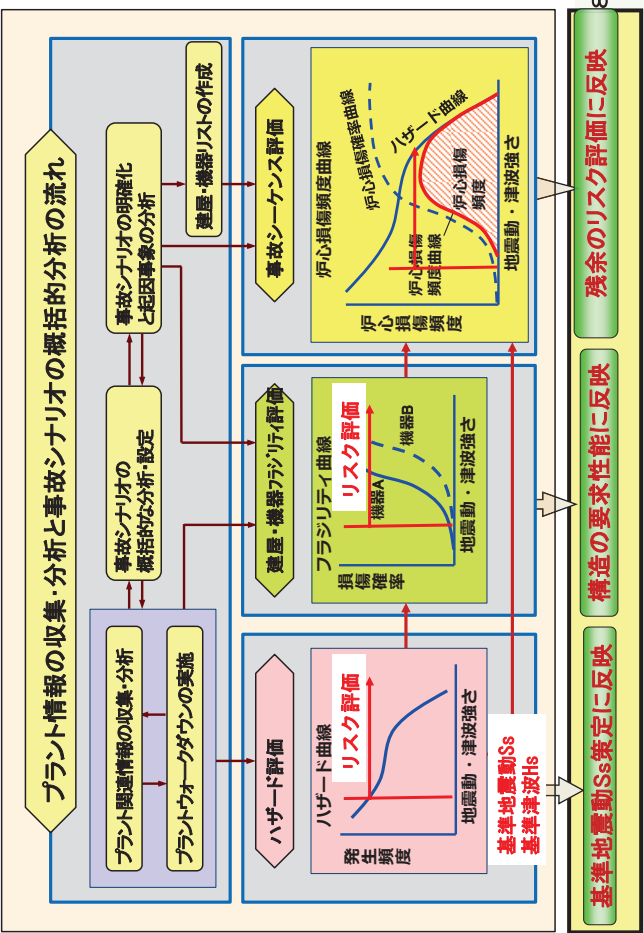 プラント情報の収集・分析と事故シナリオの概括的分析の流れ
プラント関連情報の収集・分析
プラントウォークダウンの実施
事故シナリオの
概括的な分析・設定
事故シナリオの明確化
と起因事象の分析
建屋・機器リストの作成
ハザード評価
ハザード曲線
発生頻度
リスク評価
地震動・津波強さ
基準地震動Ss
基準津波Hs
建屋・機器フラジリティ評価
フラジリティ曲線
損傷確率
リスク評価
機器A
機器B
地震動・津波強さ
事故シーケンス評価
炉心損傷頻度曲線
炉心損傷頻度
炉心損傷確率曲線
ハザード曲線
炉心損傷
頻度曲線
炉心損傷
頻度
地震動・津波強さ
基準地震動Ss策定に反映
構造の要求性能に反映
残余のリスク評価に反映
8